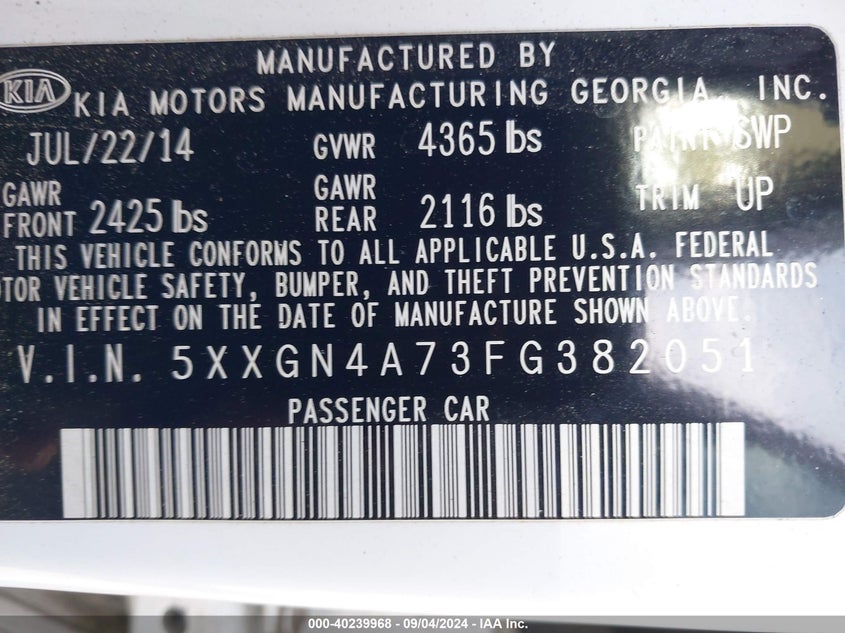 MANUFACTURED BY
KIA KIA MOTORS MANUFACTURING GEORGIA, INC.
JUL/22/14 GVWR 4365 lbs PAINT SWP
GAWR FRONT 2425 lbs GAWR REAR 2116 lbs TRIM UP
THIS VEHICLE CONFORMS TO ALL APPLICABLE U.S.A. FEDERAL
OTOR VEHICLE SAFETY, BUMPER, AND THEFT PREVENTION STANDARDS
IN EFFECT ON THE DATE OF MANUFACTURE SHOWN ABOVE.
V.I.N. 5XXGN4A73FG382051
PASSENGER CAR
000-40239968 - 09/04/2024 - IAA Inc.